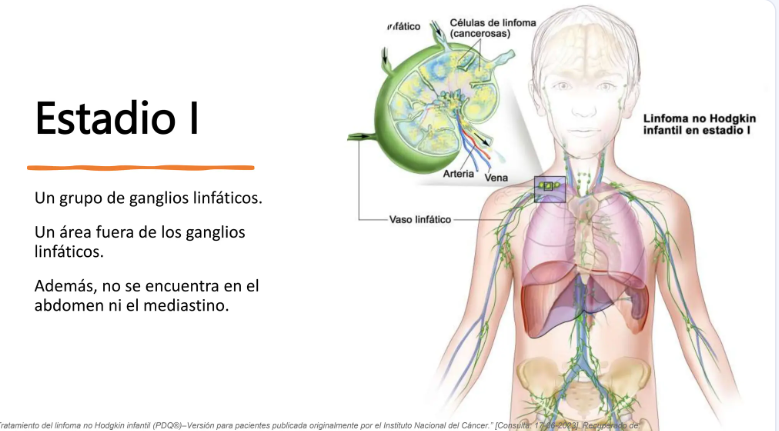 Estadio I
Un grupo de ganglios linfáticos.
Un área fuera de los ganglios
linfáticos.
Además, no se encuentra en el
abdomen ni el mediastino.
Células de linfoma
(cancerosas)
Arteria
Vena
Vaso linfático
Linfoma no Hodgkin
infantil en estadio I
Tratamiento del linfoma no Hodgkin infantil (PDQ®)–Versión para pacientes publicada originalmente por el Instituto Nacional del Cáncer." [Consulta: Recuperado de